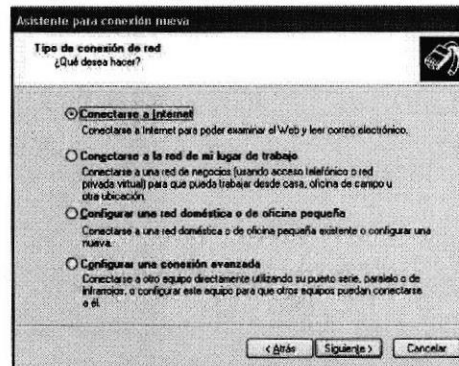 Asistente para conexión nueva
Tipo de conexión de red
¿Qué desea hacer?
Conectarse a Internet
Conectarse a Internet para poder examinar el Web y leer correo electrónico.
Conectarse a la red de mi lugar de trabajo
Conectarse a una red de negocios (usando acceso telefónico o red
privada virtual) para que pueda trabajar desde casa, oficina de campo u
otra ubicación.
Configurar una red doméstica o de oficina pequeña
Conectarse a una red doméstica o de oficina pequeña existente o configurar una
nueva.
Configurar una conexión avanzada
Conectarse a otro equipo directamente utilizando su puerto serie, paralelo o de
infrarrojos, o configurar este equipo para que otros equipos puedan conectarse
a él.
< Atrás Siguiente > Cancelar